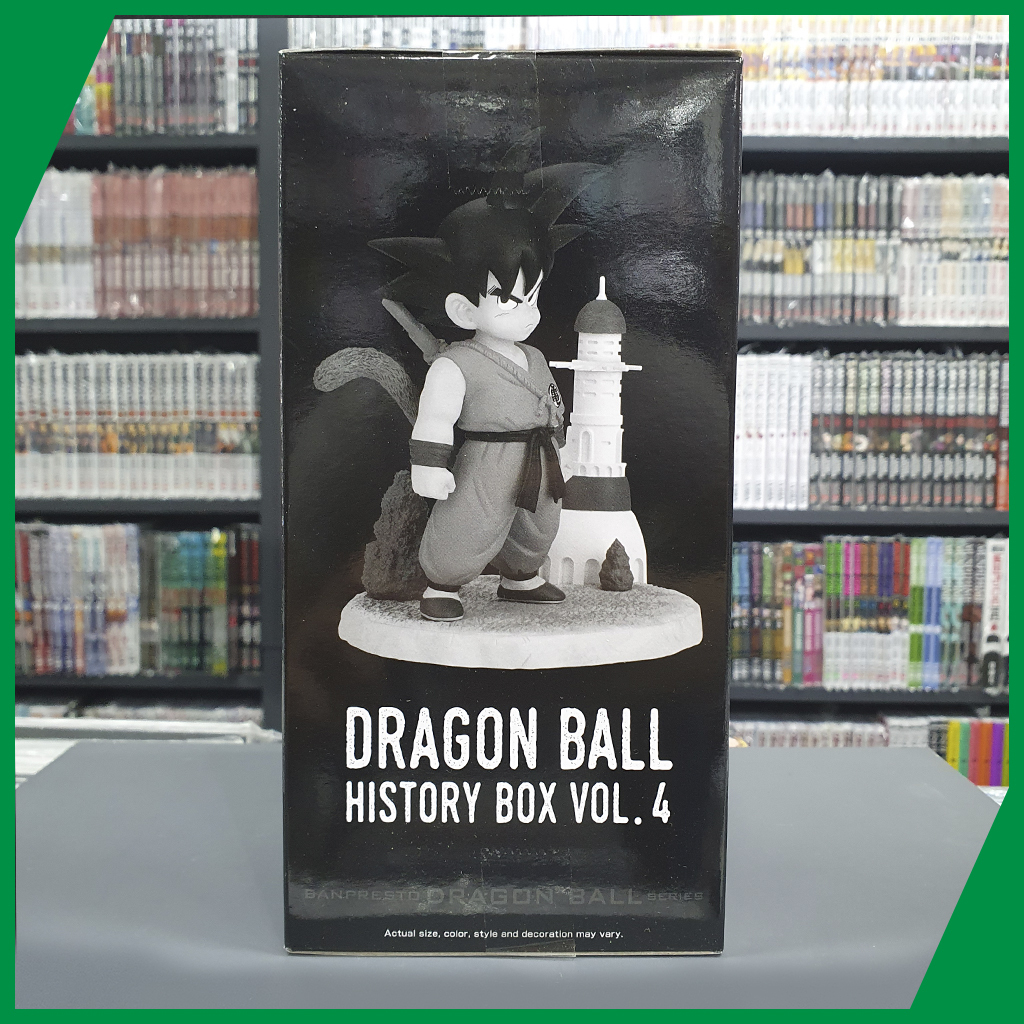 DRAGON BALL
HISTORY BOX VOL. 4
BANPRESTO DRAGON BALL SERIES
Actual size, color, style and decoration may vary.